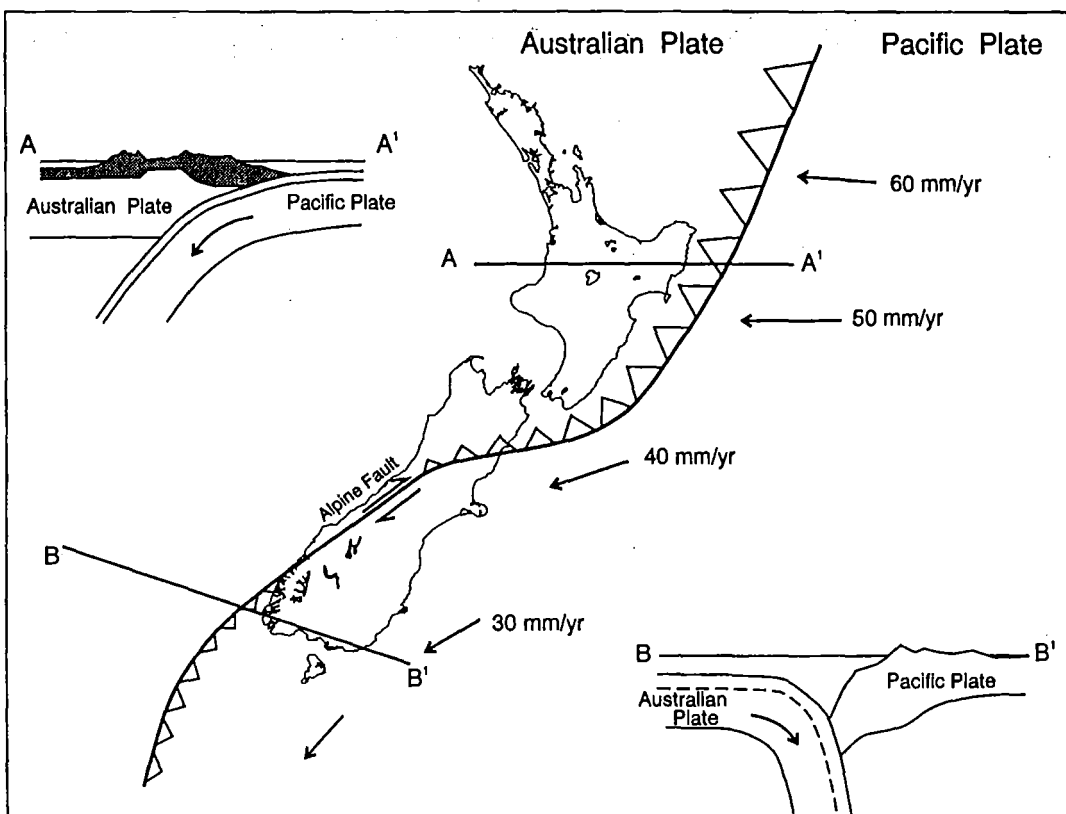 Australian Plate
Pacific Plate
A
A¹
Australian Plate
Pacific Plate
60 mm/yr
A
A¹
50 mm/yr
40 mm/yr
Alpine Fault
B
30 mm/yr
B¹
B
B¹
Pacific Plate
Australian
Plate